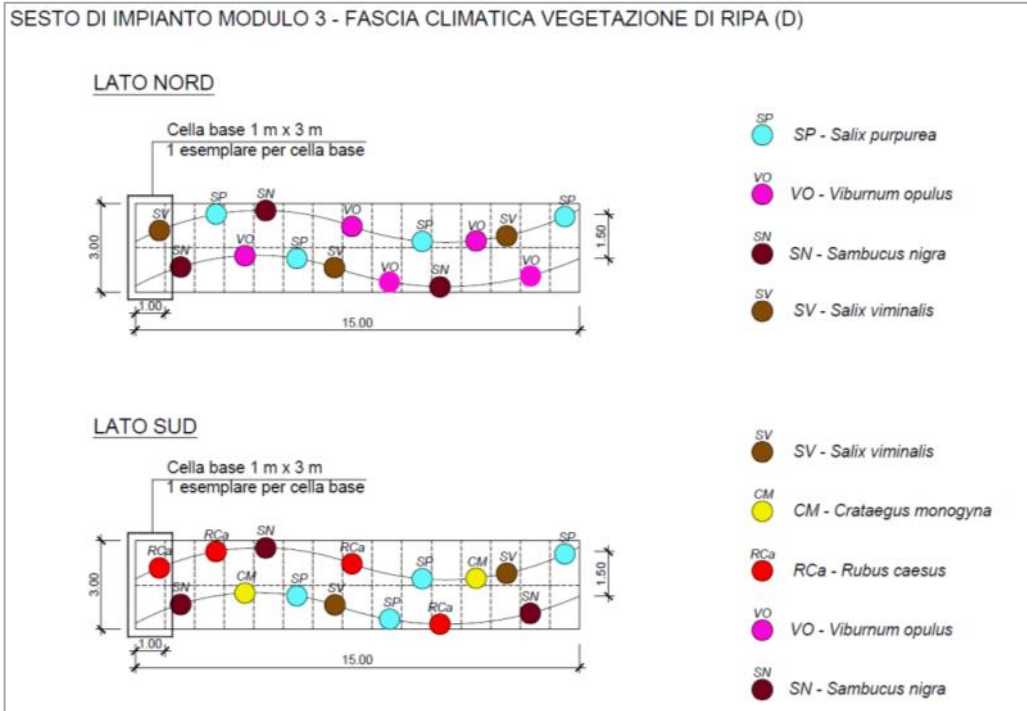 SESTO DI IMPIANTO MODULO 3 - FASCIA CLIMATICA VEGETAZIONE DI RIPA (D)
LATO NORD
Cella base 1 m x 3 m
1 esemplare per cella base
SV
SP
SN
VO
SP
VO
SV
SP
SN
VO
SP
SV
VO
SN
VO
3.00
1.50
1.00
15.00
SP
SP - Salix purpurea
VO
VO - Viburnum opulus
SN
SN - Sambucus nigra
SV
SV - Salix viminalis
LATO SUD
Cella base 1 m x 3 m
1 esemplare per cella base
RCa
RCa
SN
RCa
SP
CM
SV
SP
SN
CM
SP
SV
SP
RCa
SN
3.00
1.50
1.00
15.00
SV
SV - Salix viminalis
CM
CM - Crataegus monogyna
RCa
RCa - Rubus caesus
VO
VO - Viburnum opulus
SN
SN - Sambucus nigra